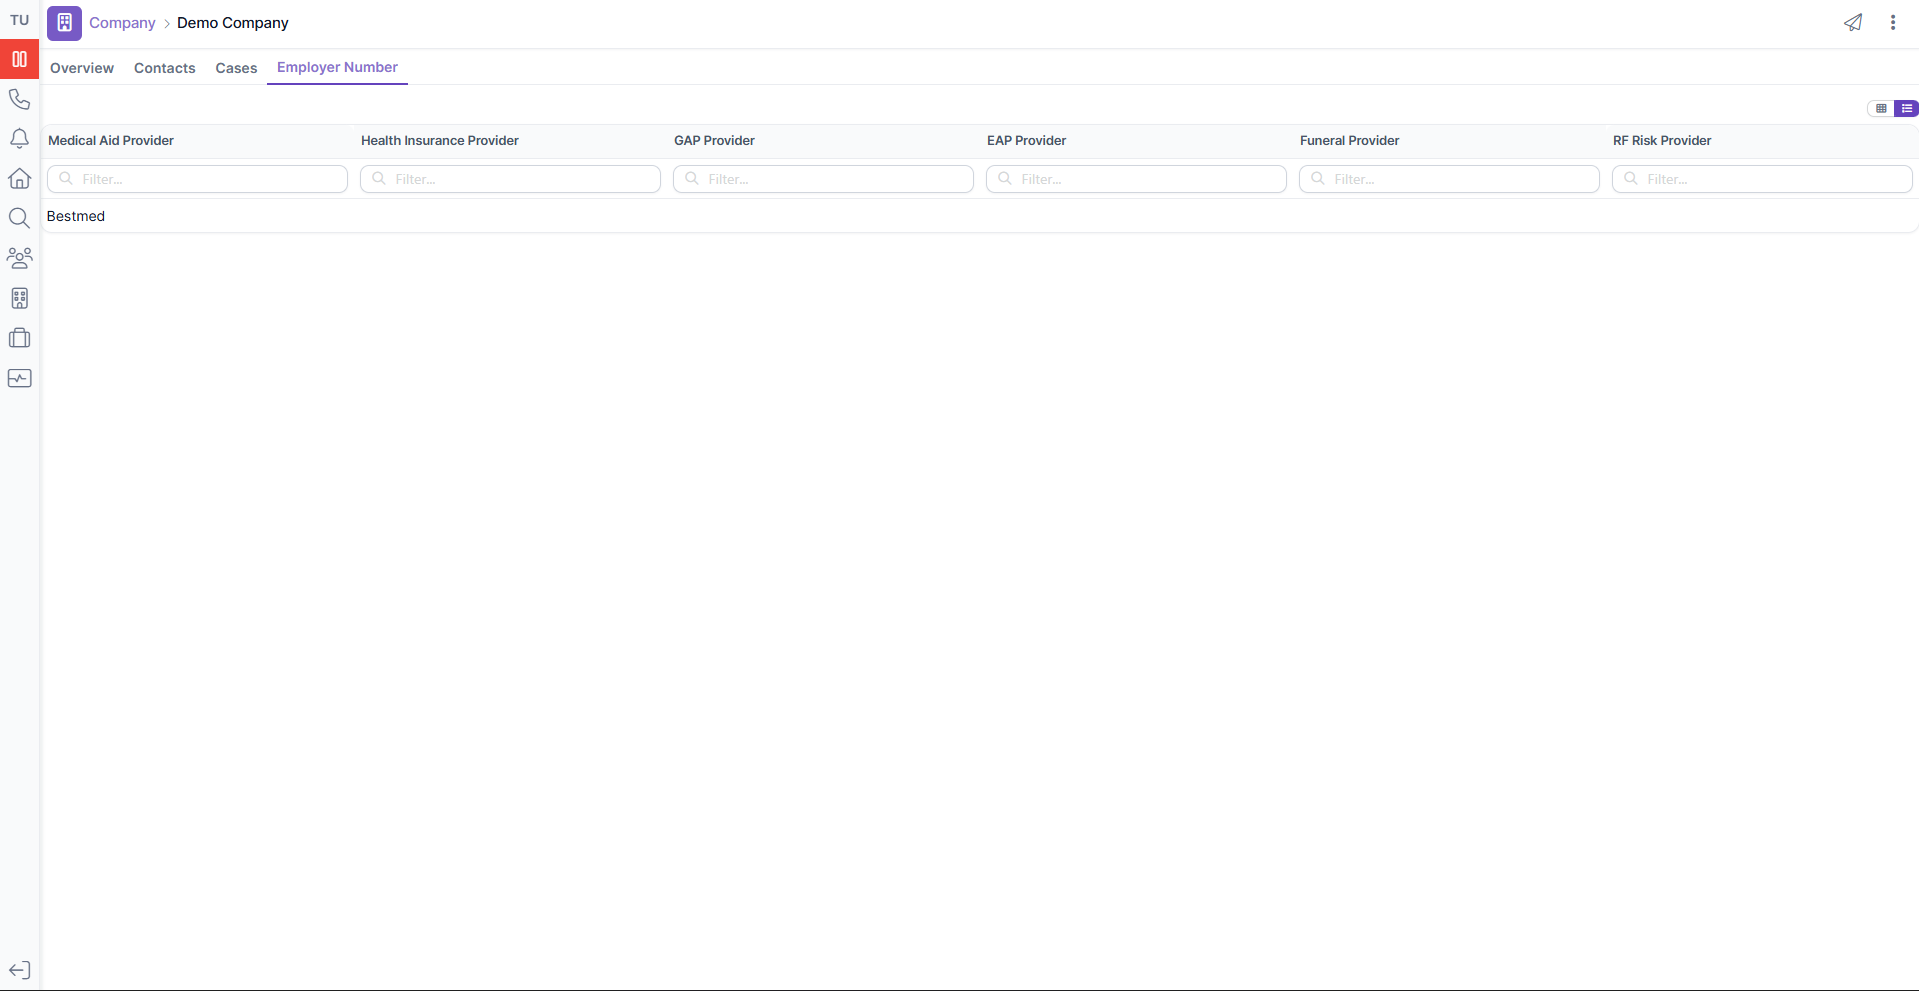 TU
Company > Demo Company
Overview Contacts Cases Employer Number
Medical Aid Provider Health Insurance Provider GAP Provider EAP Provider Funeral Provider RF Risk Provider
Filter... Filter... Filter... Filter... Filter... Filter...
Bestmed